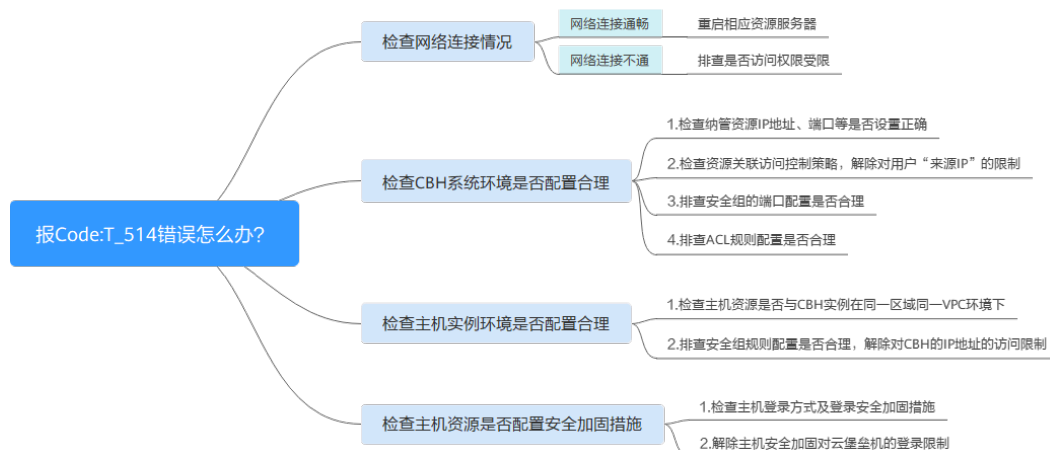 报Code:T_514错误怎么办?
检查网络连接情况
网络连接通畅
重启相应资源服务器
网络连接不通
排查是否访问权限受限
检查CBH系统环境是否配置合理
1.检查纳管资源IP地址、端口等是否设置正确
2.检查资源关联访问控制策略，解除对用户“来源IP”的限制
3.排查安全组的端口配置是否合理
4.排查ACL规则配置是否合理
检查主机实例环境是否配置合理
1.检查主机资源是否与CBH实例在同一区域同一VPC环境下
2.排查安全组规则配置是否合理，解除对CBH的IP地址的访问限制
检查主机资源是否配置安全加固措施
1.检查主机登录方式及登录安全加固措施
2.解除主机安全加固对云堡垒机的登录限制